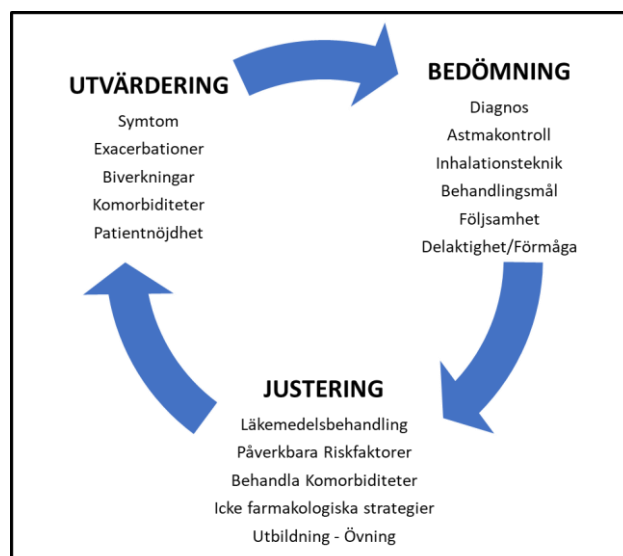 UTVÄRDERING
Symtom
Exacerbationer
Biverkningar
Komorbiditeter
Patientnöjdhet
BEDÖMNING
Diagnos
Astmakontroll
Inhalationsteknik
Behandlingsmål
Följsamhet
Delaktighet/Förmåga
JUSTERING
Läkemedelsbehandling
Påverkbara Riskfaktorer
Behandla Komorbiditeter
Icke farmakologiska strategier
Utbildning - Övning